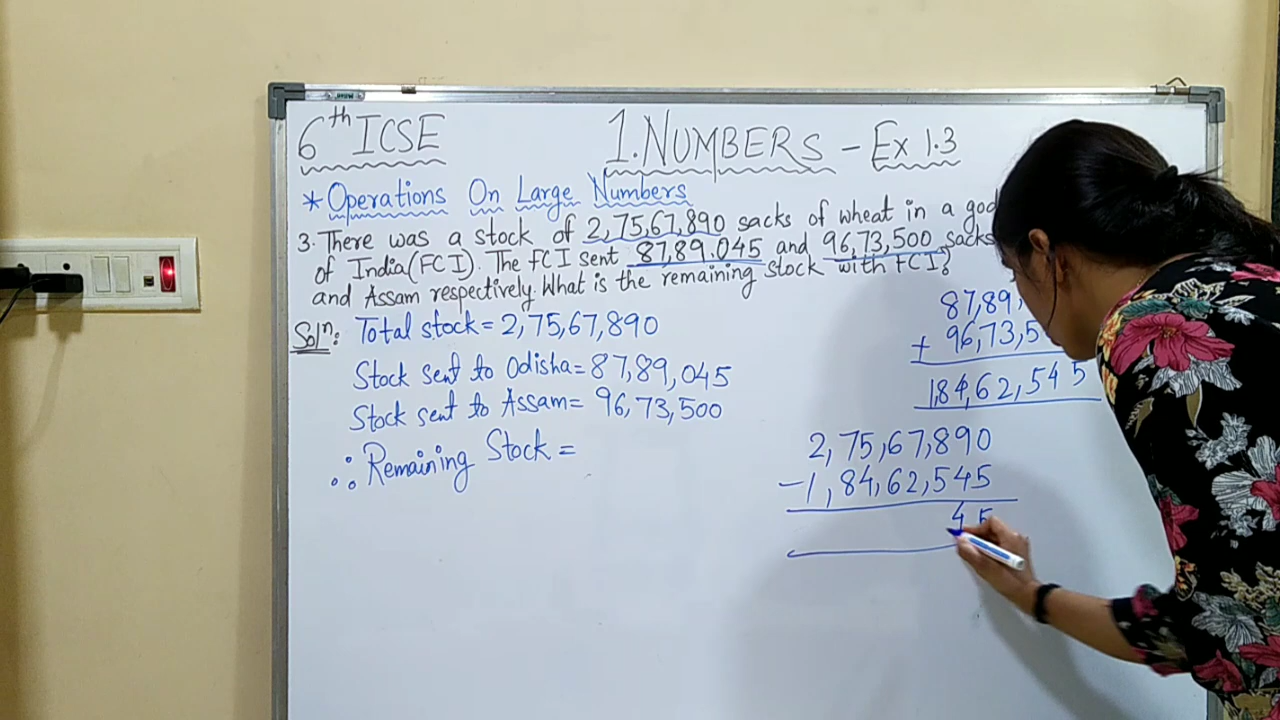 6th ICSE
1. NUMBERS - Ex 1.3
* Operations On Large Numbers
3. There was a stock of 2,75,67,890 sacks of wheat in a
of India (FCI). The FCI sent 87,89,045 and 96,73,500 sacks
and Assam respectively. What is the remaining stock with FCI?
Solⁿ: Total stock = 2,75,67,890
Stock sent to Odisha = 87,89,045
Stock sent to Assam = 96,73,500
∴ Remaining Stock =
87,89,
+ 96,73,5
1,84,62,545
2,75,67,890
- 1,84,62,545
45